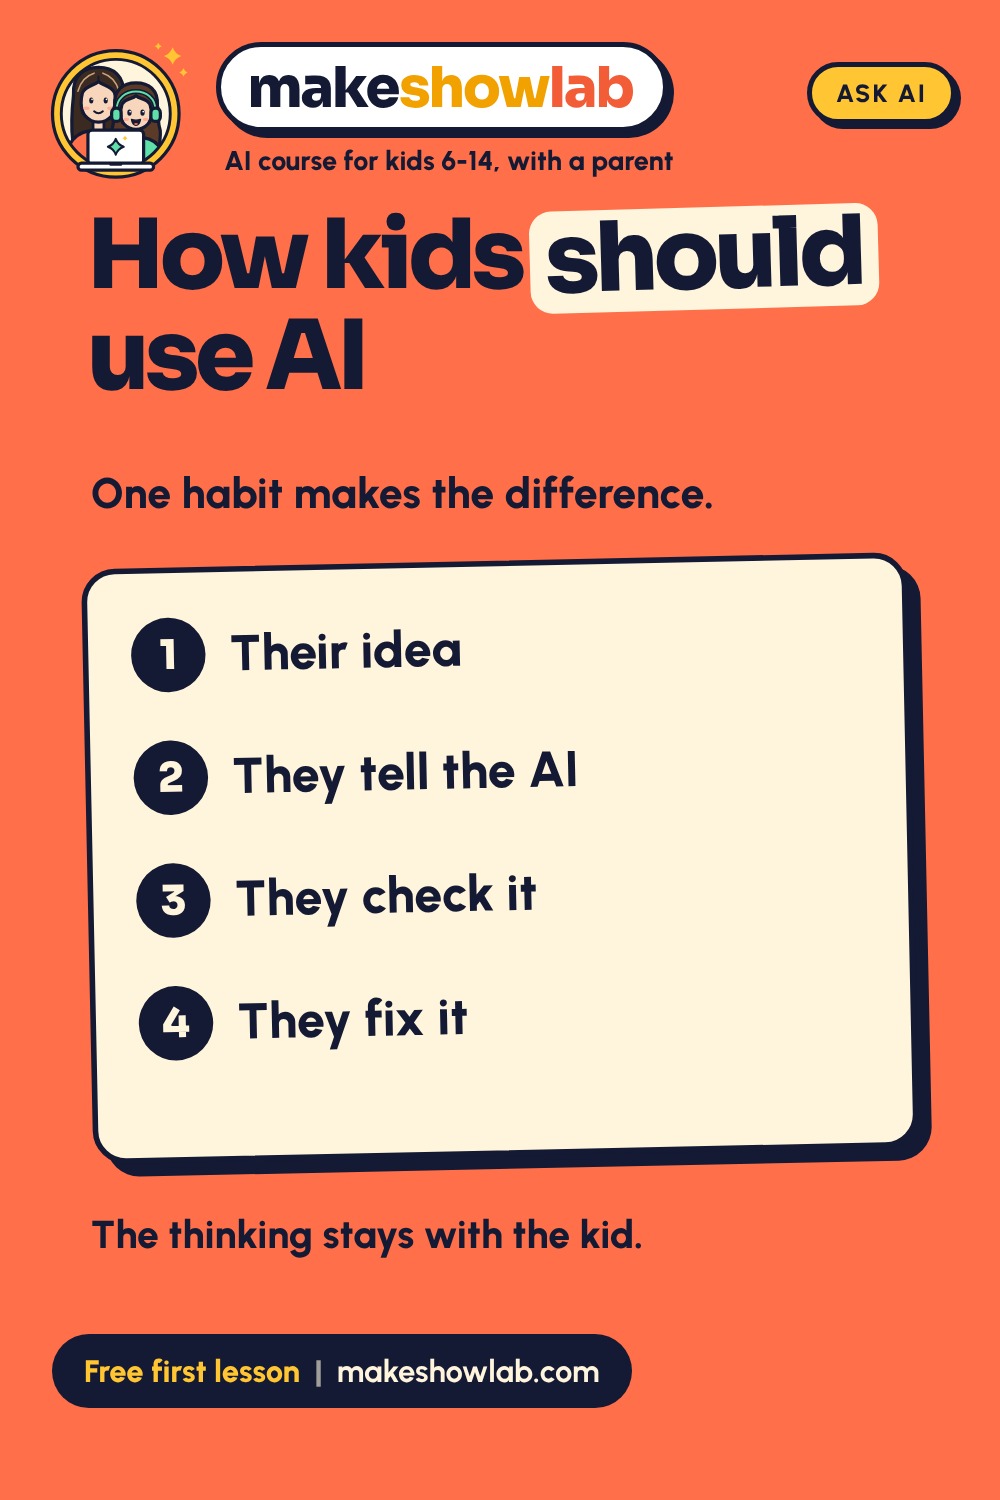 makeshowlab
ASK AI
AI course for kids 6-14, with a parent
How kids should
use AI
One habit makes the difference.
1 Their idea
2 They tell the AI
3 They check it
4 They fix it
The thinking stays with the kid.
Free first lesson | makeshowlab.com